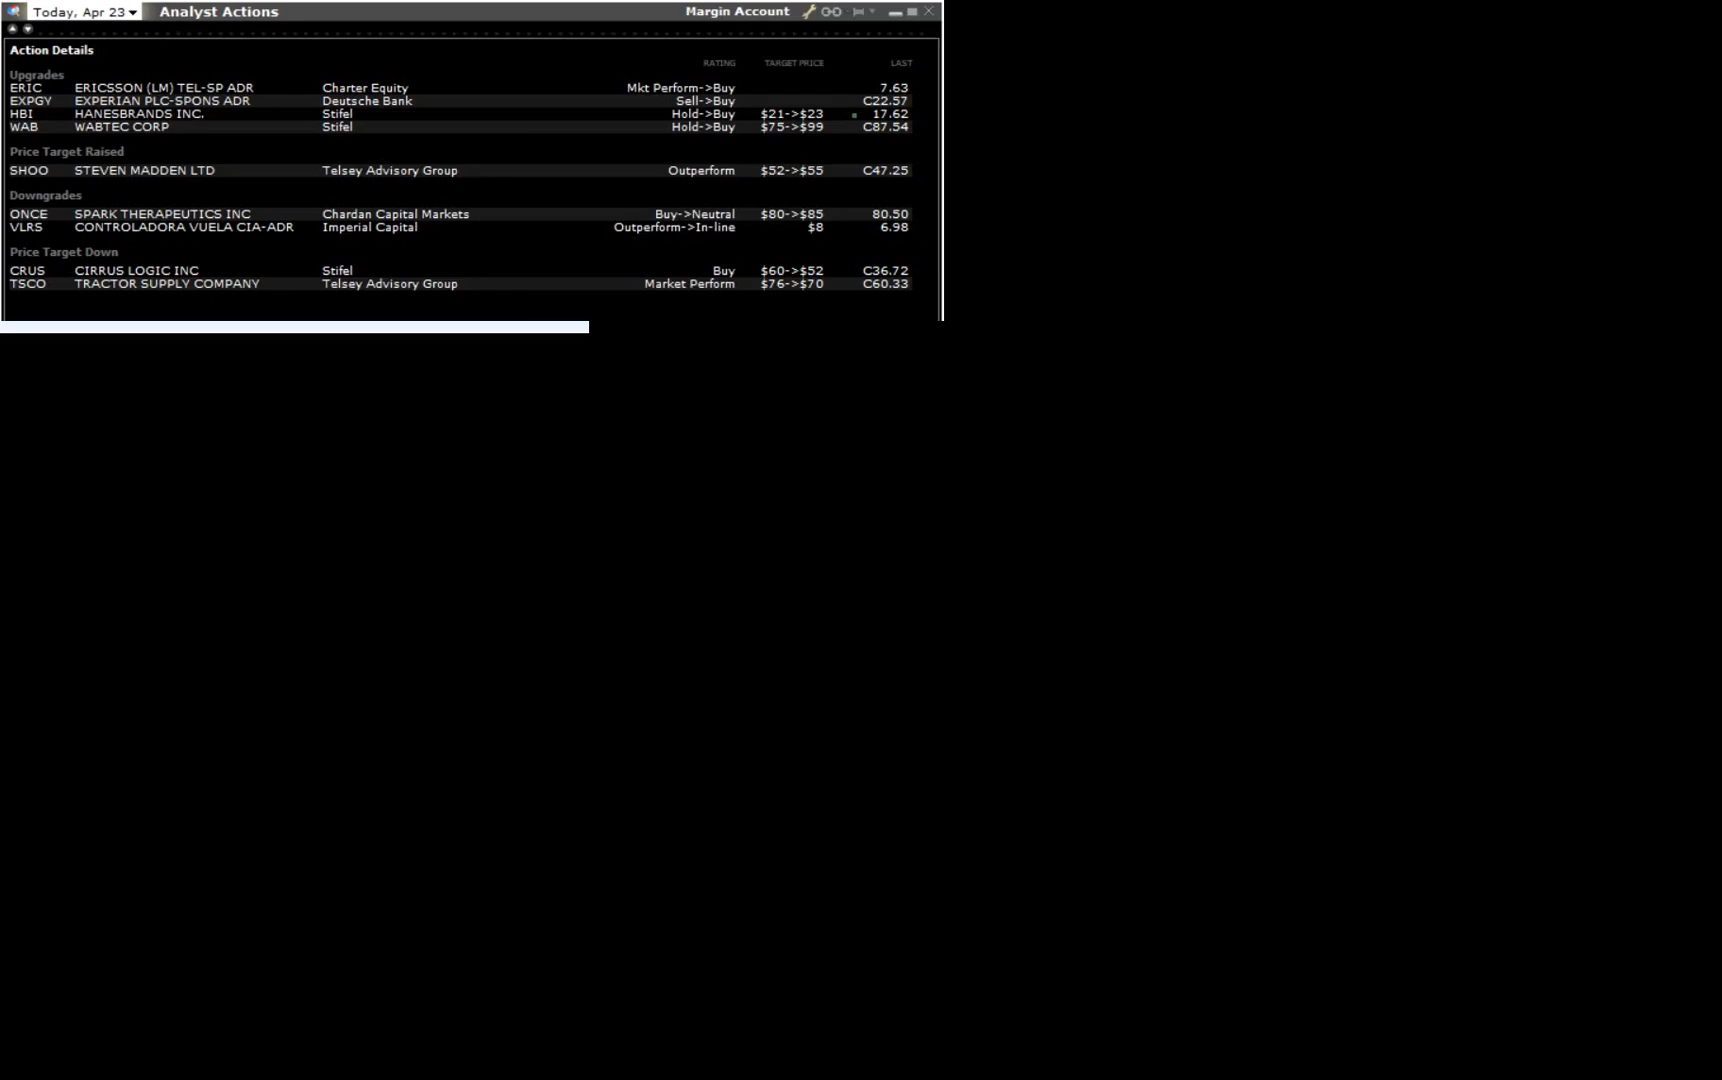 Today, Apr 23 Analyst Actions Margin Account
Action Details
RATING TARGET PRICE LAST
Upgrades
ERIC ERICSSON (LM) TEL-SP ADR Charter Equity Mkt Perform->Buy 7.63
EXPGY EXPERIAN PLC-SPONS ADR Deutsche Bank Sell->Buy C22.57
HBI HANESBRANDS INC. Stifel Hold->Buy $21->$23 17.62
WAB WABTEC CORP Stifel Hold->Buy $75->$99 C87.54
Price Target Raised
SHOO STEVEN MADDEN LTD Telsey Advisory Group Outperform $52->$55 C47.25
Downgrades
ONCE SPARK THERAPEUTICS INC Chardan Capital Markets Buy->Neutral $80->$85 80.50
VLRS CONTROLADORA VUELA CIA-ADR Imperial Capital Outperform->In-line $8 6.98
Price Target Down
CRUS CIRRUS LOGIC INC Stifel Buy $60->$52 C36.72
TSCO TRACTOR SUPPLY COMPANY Telsey Advisory Group Market Perform $76->$70 C60.33